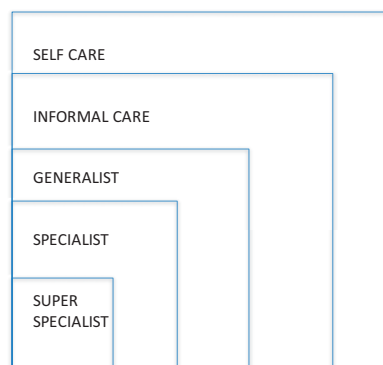 SELF CARE
INFORMAL CARE
GENERALIST
SPECIALIST
SUPER
SPECIALIST